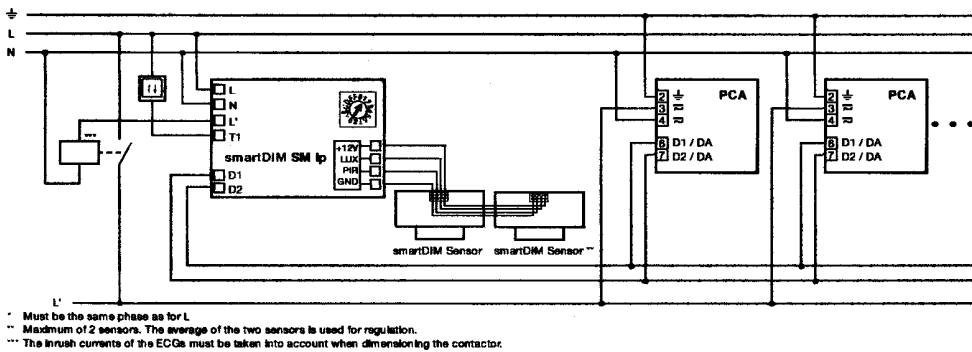 ⏚
L
N
L
N
L'
T1
smartDIM SM lp
D1
D2
+12V
LUX
PIR
GND
***
smartDIM Sensor
smartDIM Sensor **
PCA
2 ⏚
3 ~
4 ~
6 D1 / DA
7 D2 / DA
PCA
2 ⏚
3 ~
4 ~
6 D1 / DA
7 D2 / DA
L'
* Must be the same phase as for L
** Maximum of 2 sensors. The average of the two sensors is used for regulation.
*** The inrush currents of the ECGs must be taken into account when dimensioning the contactor.